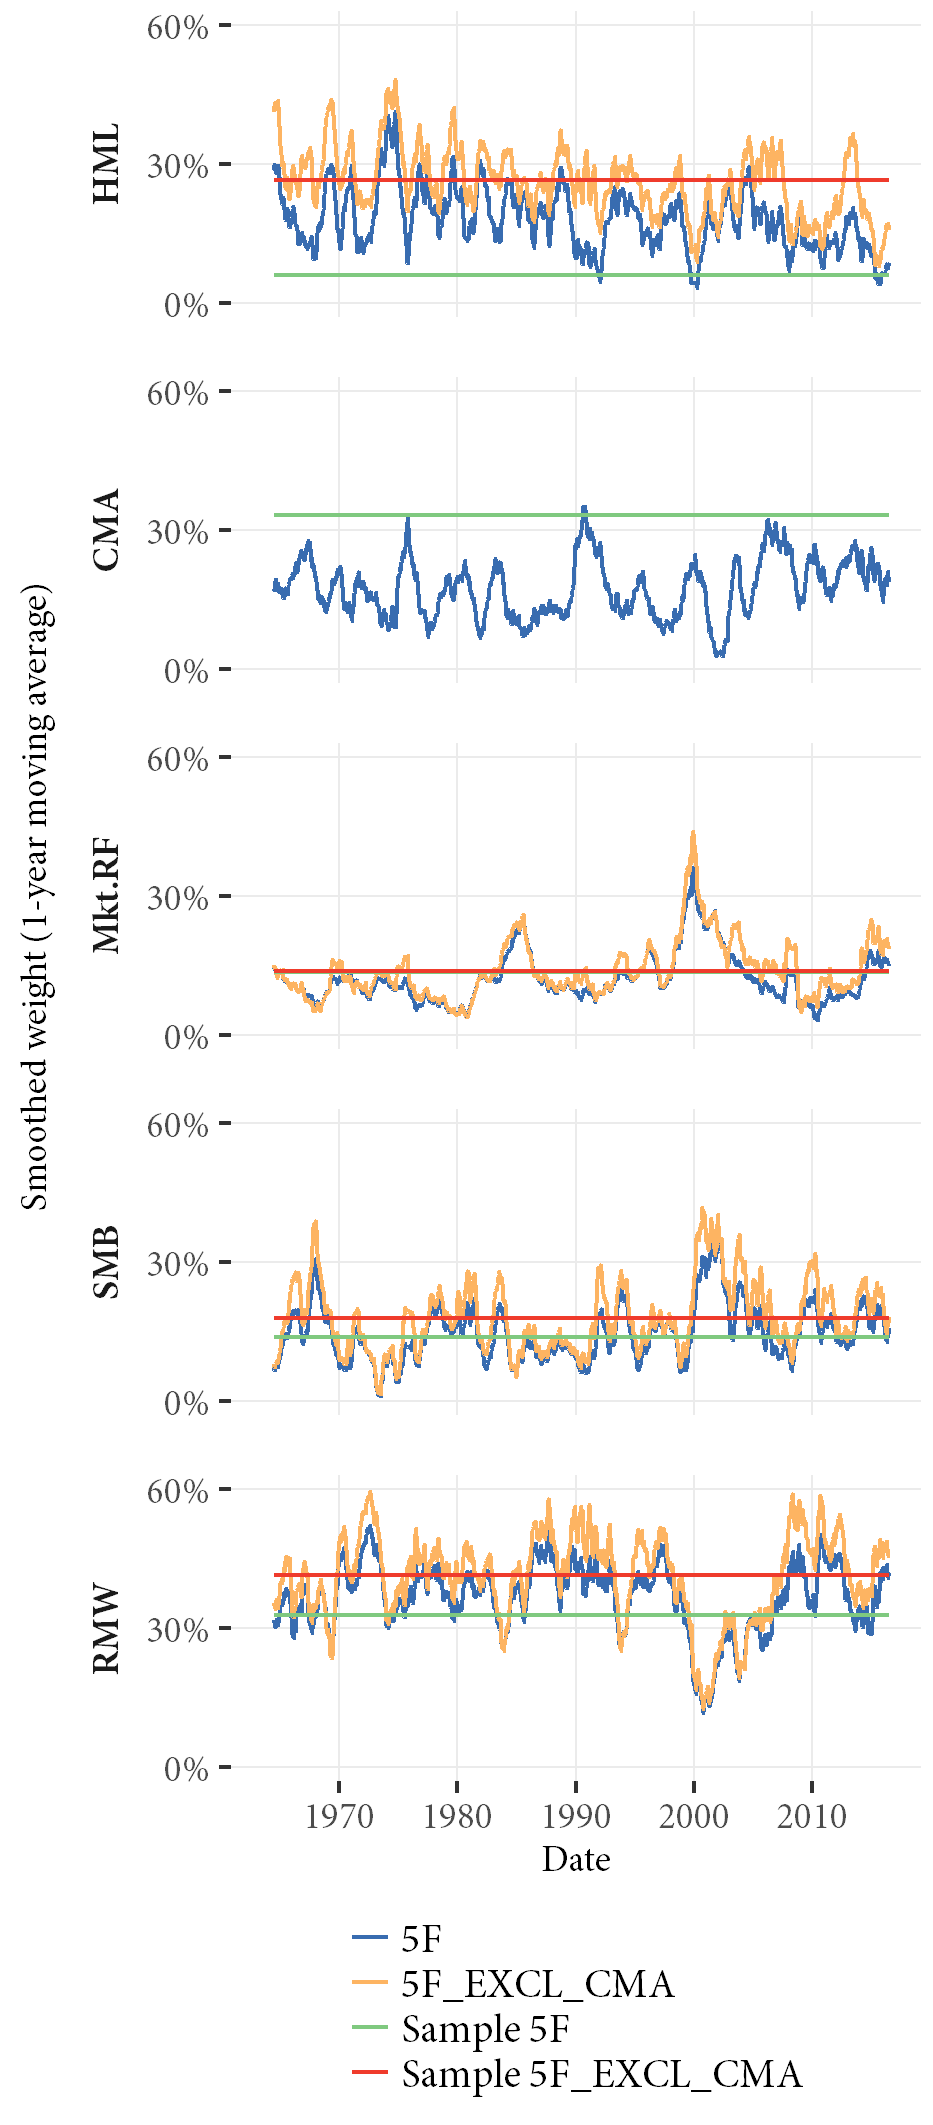 Smoothed weight (1-year moving average)
HML
60%
30%
0%
CMA
60%
30%
0%
Mkt.RF
60%
30%
0%
SMB
60%
30%
0%
RMW
60%
30%
0%
1970 1980 1990 2000 2010
Date
5F
5F_EXCL_CMA
Sample 5F
Sample 5F_EXCL_CMA